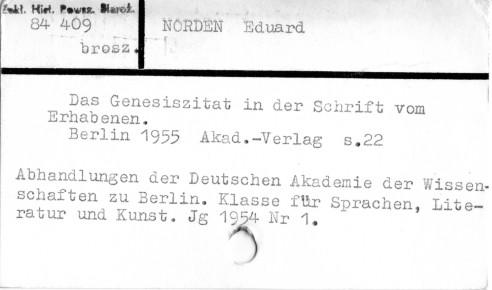 Zakł. Hist. Powsz. Staroż.
84 409
brosz.
NORDEN Eduard
Das Genesiszitat in der Schrift vom
Erhabenen.
Berlin 1955 Akad.-Verlag s.22
Abhandlungen der Deutschen Akademie der Wissen-
schaften zu Berlin. Klasse für Sprachen, Lite-
ratur und Kunst. Jg 1954 Nr 1.